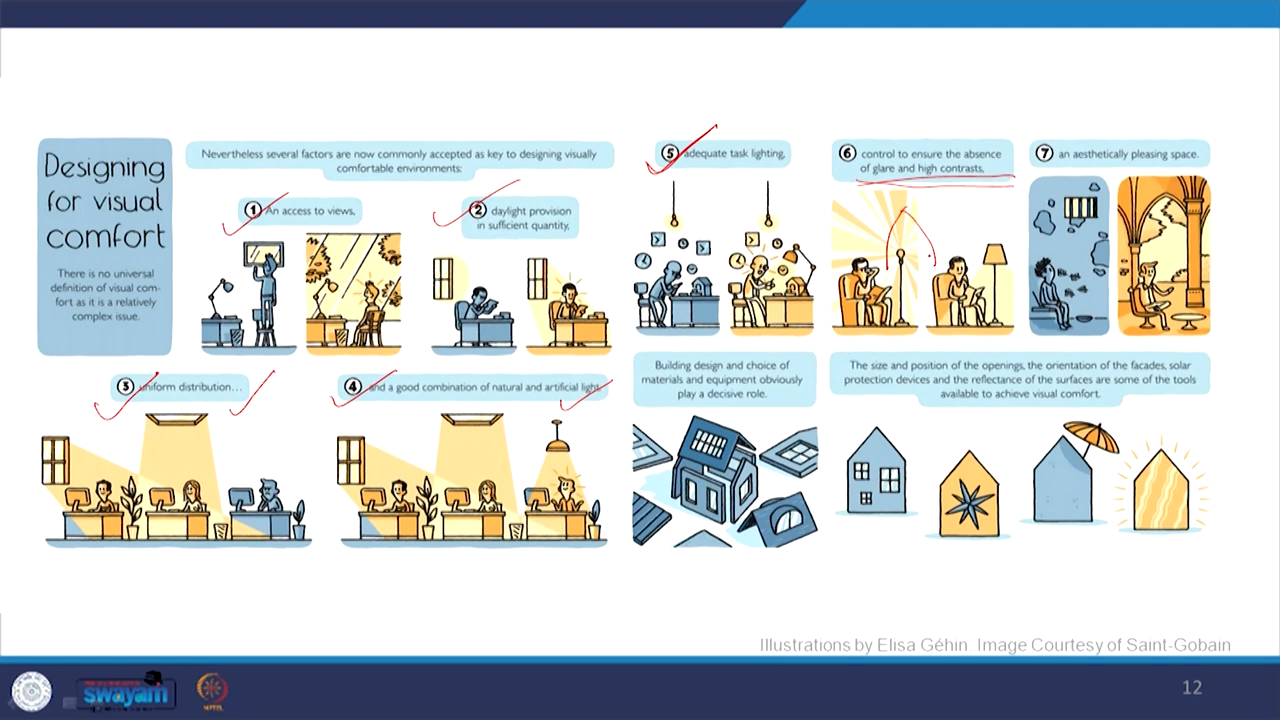 Designing
for visual
comfort
There is no universal
definition of visual com-
fort as it is a relatively
complex issue.
Nevertheless several factors are now commonly accepted as key to designing visually
comfortable environments:
1 An access to views,
2 daylight provision
in sufficient quantity,
3 uniform distribution...
4 and a good combination of natural and artificial light,
5 adequate task lighting,
6 control to ensure the absence
of glare and high contrasts,
7 an aesthetically pleasing space.
Building design and choice of
materials and equipment obviously
play a decisive role.
The size and position of the openings, the orientation of the facades, solar
protection devices and the reflectance of the surfaces are some of the tools
available to achieve visual comfort.
Illustrations by Elisa Géhin Image Courtesy of Saint-Gobain
swayam
12